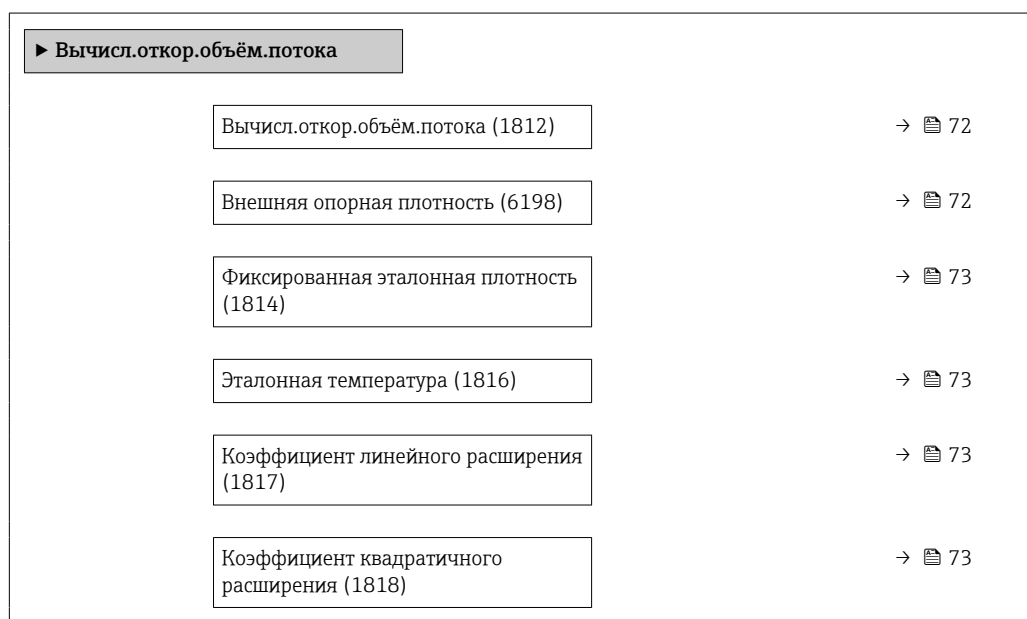 ▶ Вычисл.откор.объём.потока
Вычисл.откор.объём.потока (1812) → 72
Внешняя опорная плотность (6198) → 72
Фиксированная эталонная плотность → 73
(1814)
Эталонная температура (1816) → 73
Коэффициент линейного расширения → 73
(1817)
Коэффициент квадратичного → 73
расширения (1818)